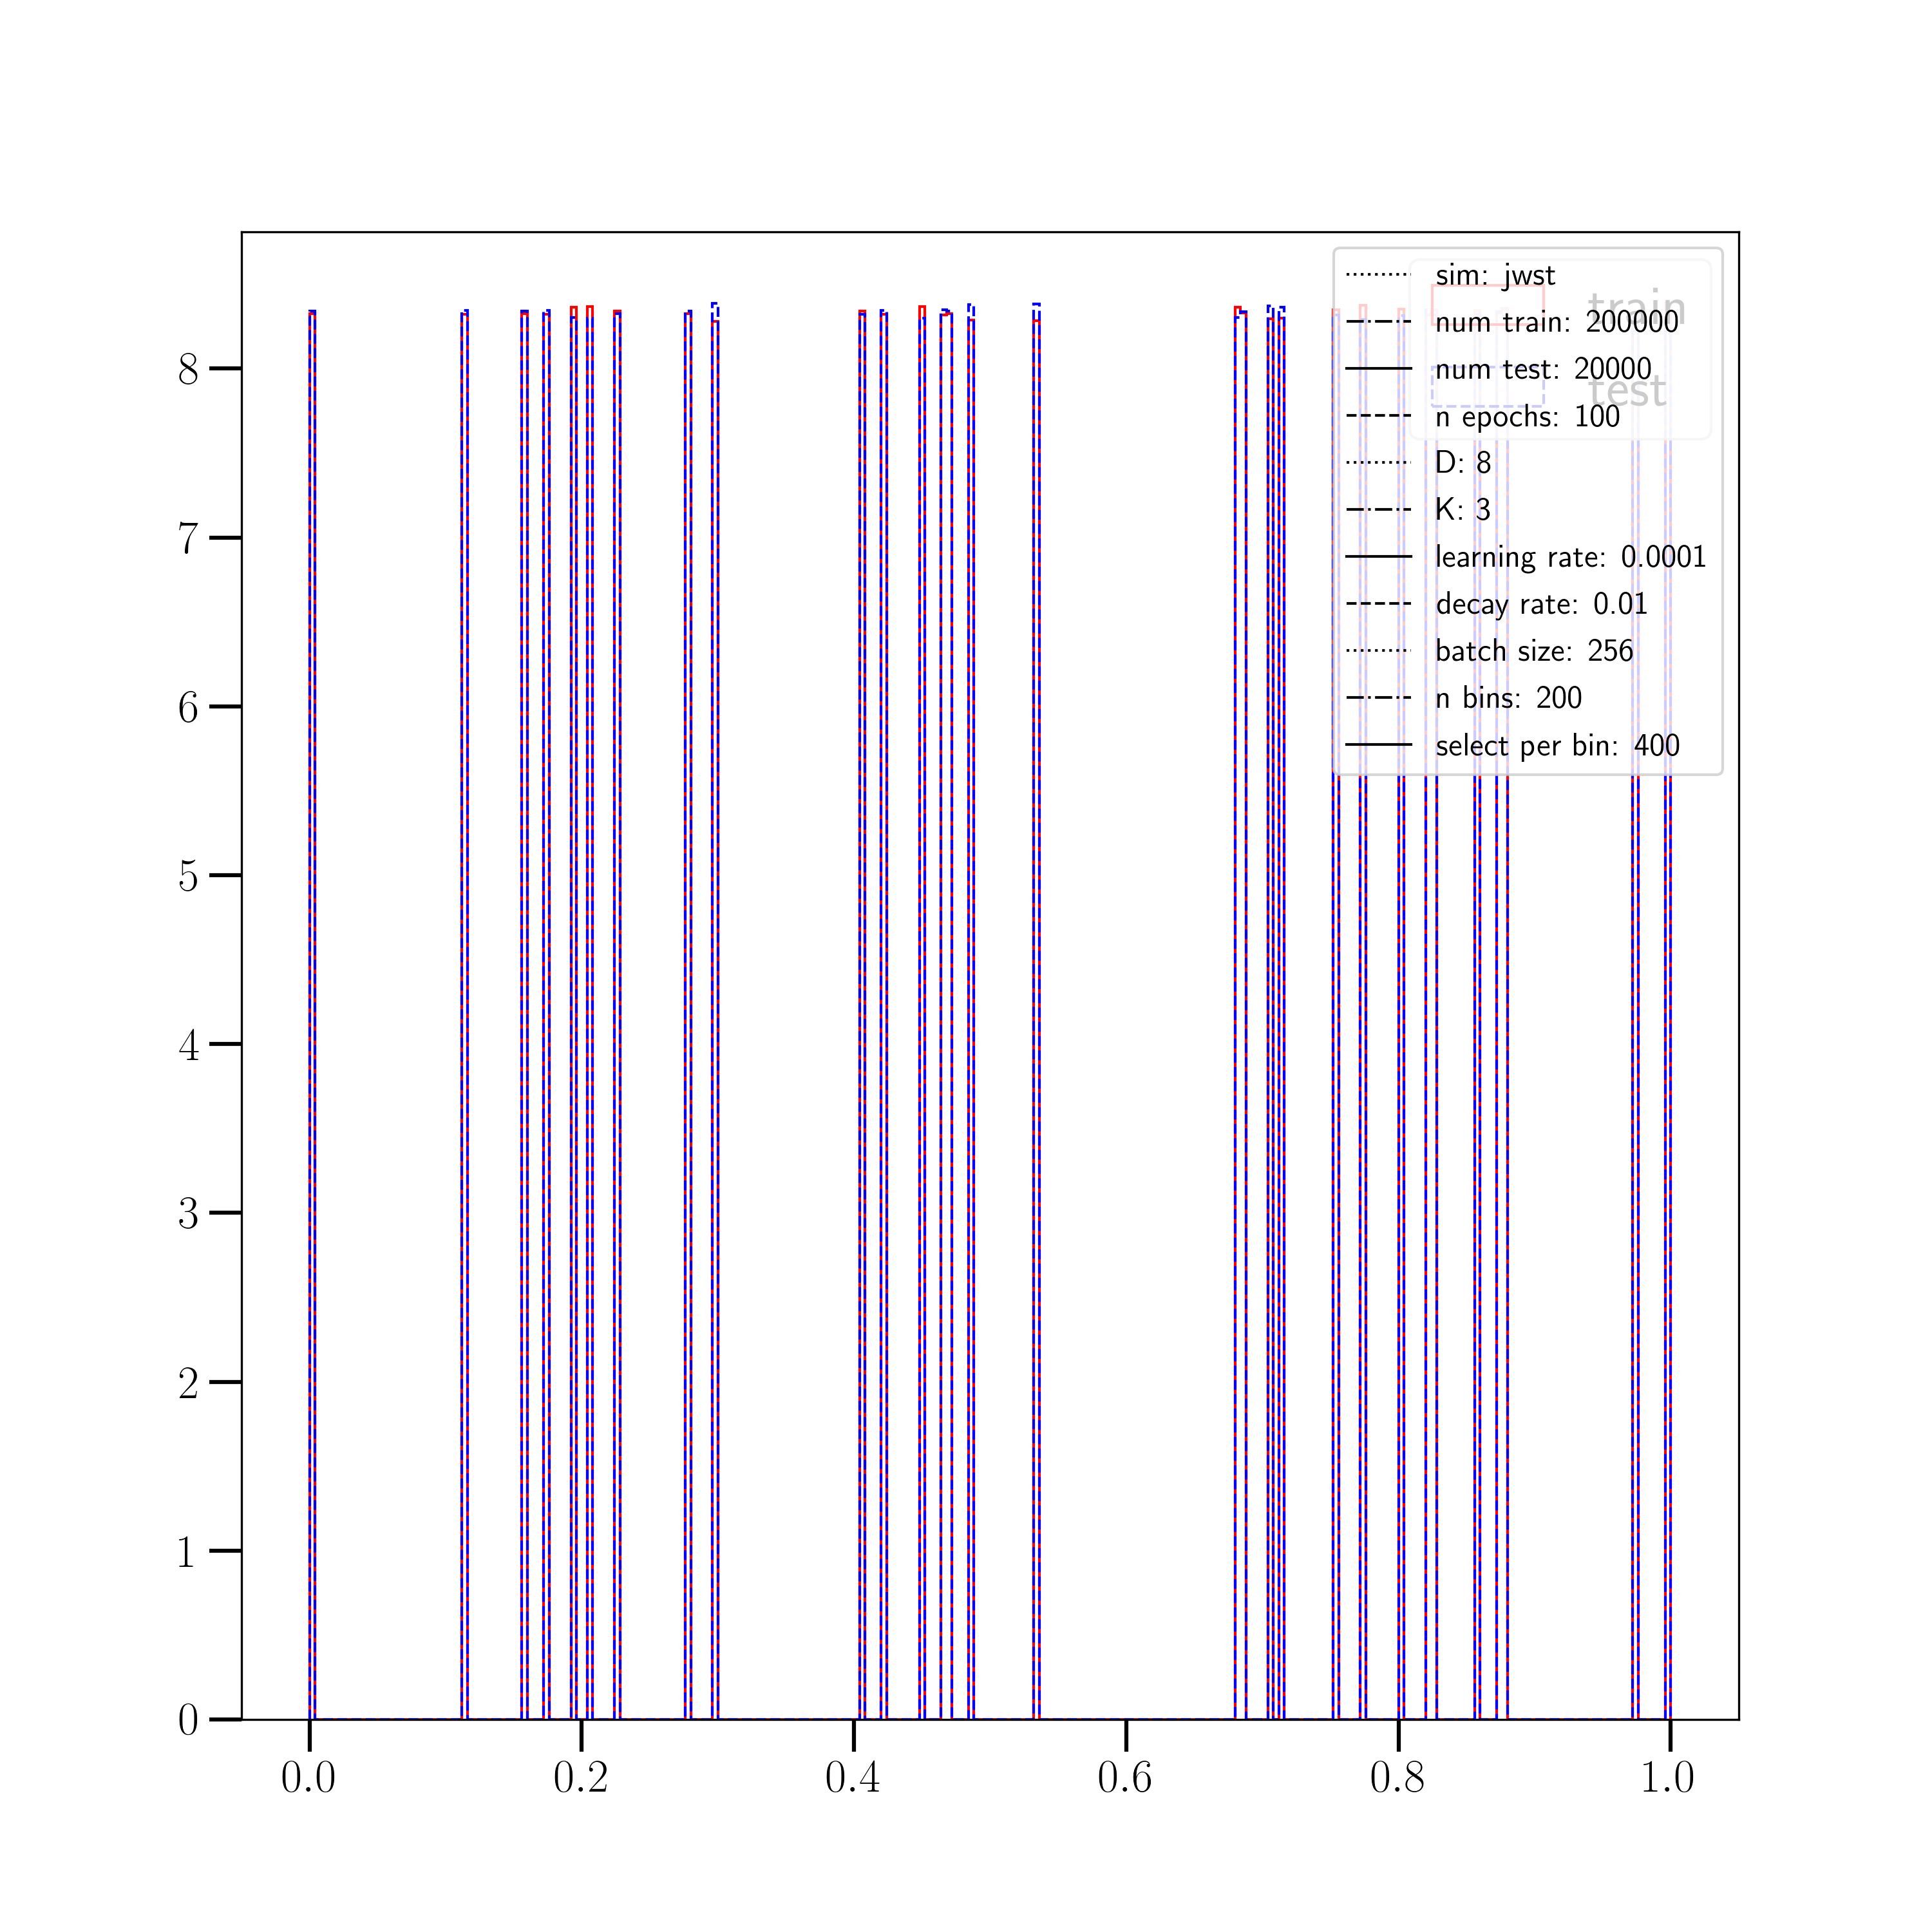 sim: jwst
num train: 200000
num test: 20000
n epochs: 100
D: 8
K: 3
learning rate: 0.0001
decay rate: 0.01
batch size: 256
n bins: 200
select per bin: 400
train
test
8
7
6
5
4
3
2
1
0
0.0 0.2 0.4 0.6 0.8 1.0